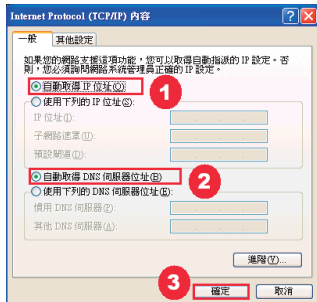 Internet Protocol (TCP/IP) 內容
一般 其他設定
如果您的網路支援這項功能，您可以取得自動指派的 IP 設定。否
則，您必須詢問網路系統管理員正確的 IP 設定。
自動取得 IP 位址(O)
1
使用下列的 IP 位址(S):
IP 位址(I):
子網路遮罩(U):
預設閘道(D):
自動取得 DNS 伺服器位址(B)
2
使用下列的 DNS 伺服器位址(E):
慣用 DNS 伺服器(P):
其他 DNS 伺服器(A):
進階(V)...
3
確定 取消